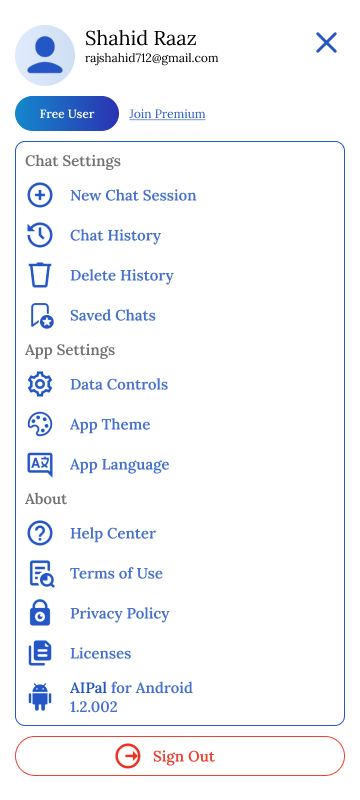 Shahid Raaz
rajshahid712@gmail.com
Free User
Join Premium
Chat Settings
New Chat Session
Chat History
Delete History
Saved Chats
App Settings
Data Controls
App Theme
App Language
About
Help Center
Terms of Use
Privacy Policy
Licenses
AIPal for Android
1.2.002
Sign Out